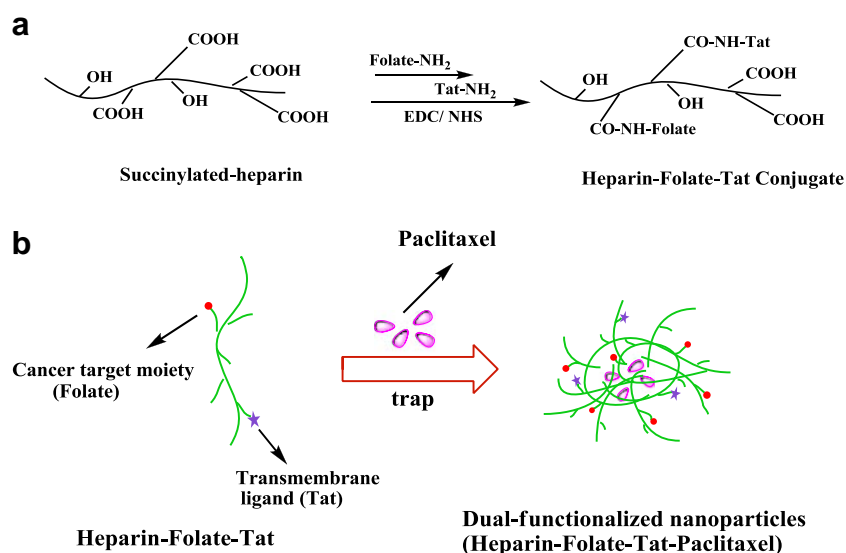 a
COOH
OH
COOH
COOH
OH
COOH
Folate-NH₂
Tat-NH₂
EDC/ NHS
CO-NH-Tat
OH
COOH
OH
COOH
CO-NH-Folate
Succinylated-heparin
Heparin-Folate-Tat Conjugate
b
Paclitaxel
Cancer target moiety
(Folate)
trap
Transmembrane
ligand (Tat)
Heparin-Folate-Tat
Dual-functionalized nanoparticles
(Heparin-Folate-Tat-Paclitaxel)